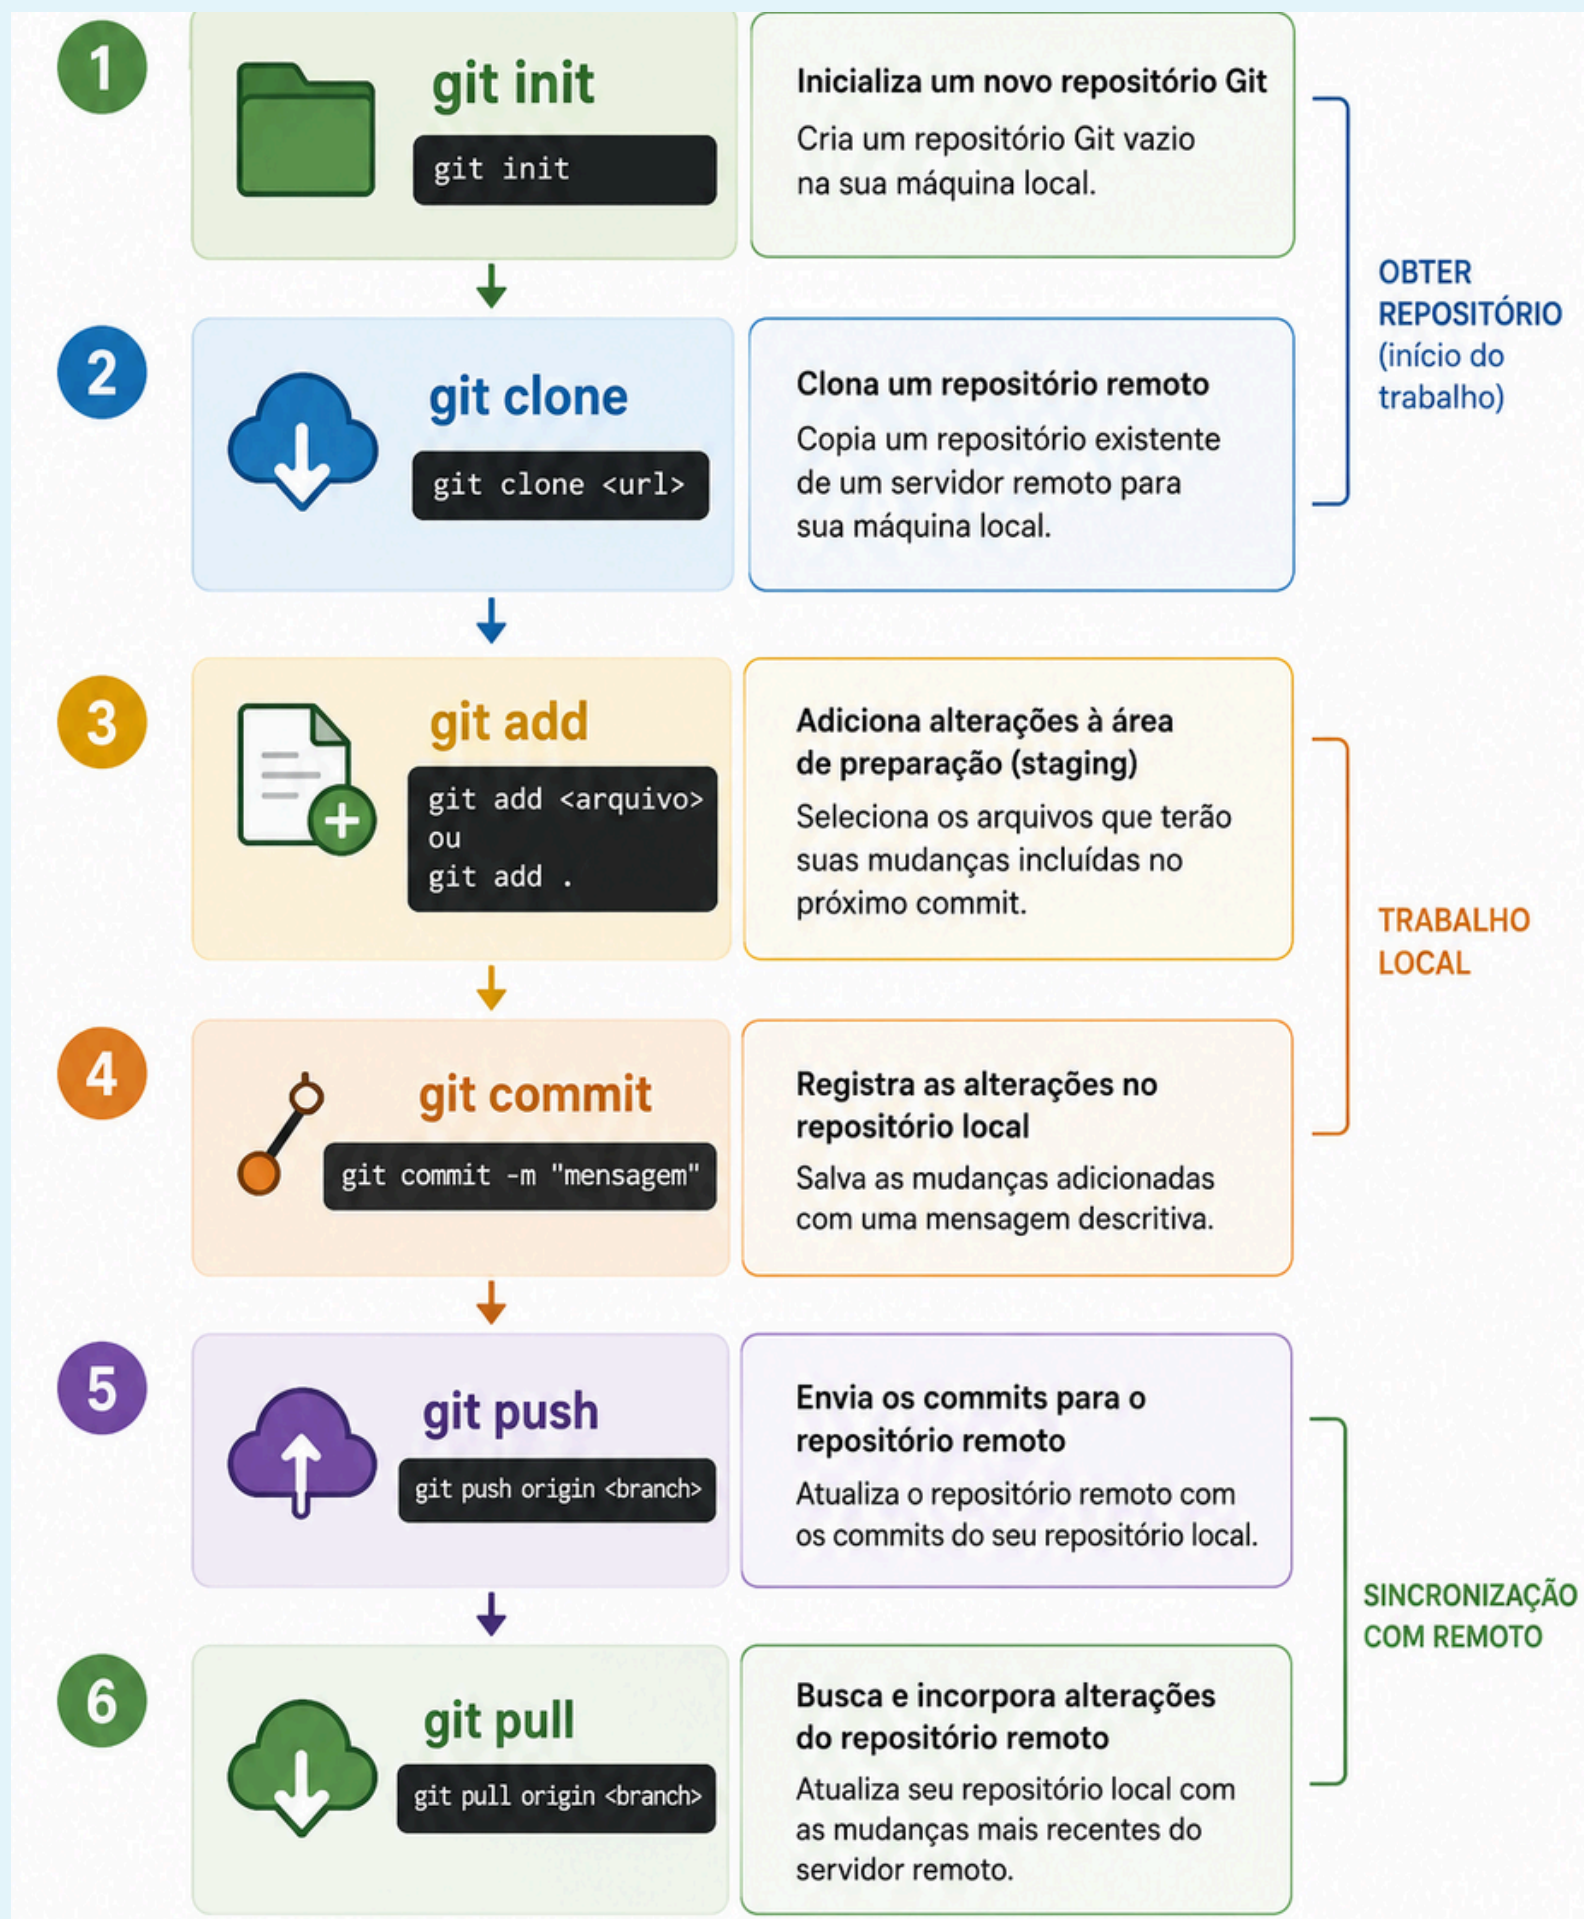 1
git init
git init
Inicializa um novo repositório Git
Cria um repositório Git vazio
na sua máquina local.
OBTER
REPOSITÓRIO
(início do
trabalho)
2
git clone
git clone <url>
Clona um repositório remoto
Copia um repositório existente
de um servidor remoto para
sua máquina local.
3
git add
git add <arquivo>
ou
git add .
Adiciona alterações à área
de preparação (staging)
Seleciona os arquivos que terão
suas mudanças incluídas no
próximo commit.
TRABALHO
LOCAL
4
git commit
git commit -m "mensagem"
Registra as alterações no
repositório local
Salva as mudanças adicionadas
com uma mensagem descritiva.
5
git push
git push origin <branch>
Envia os commits para o
repositório remoto
Atualiza o repositório remoto com
os commits do seu repositório local.
SINCRONIZAÇÃO
COM REMOTO
6
git pull
git pull origin <branch>
Busca e incorpora alterações
do repositório remoto
Atualiza seu repositório local com
as mudanças mais recentes do
servidor remoto.